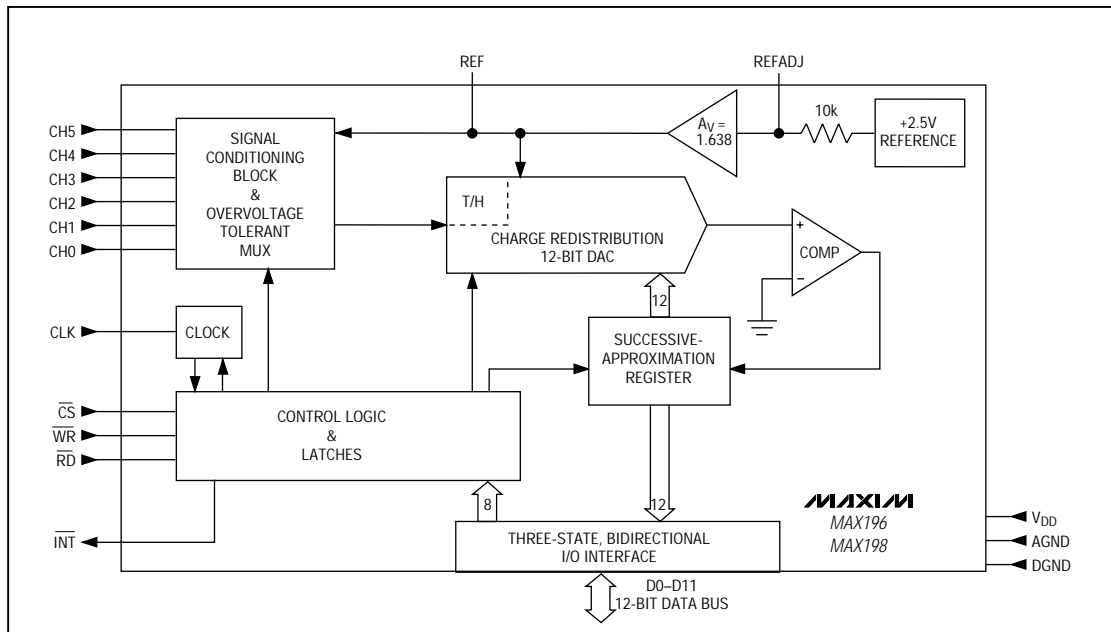 REF
REFADJ
CH5
CH4
CH3
CH2
CH1
CH0
SIGNAL
CONDITIONING
BLOCK
&
OVERVOLTAGE
TOLERANT
MUX
AV =
1.638
10k
+2.5V
REFERENCE
T/H
CHARGE REDISTRIBUTION
12-BIT DAC
+
COMP
−
12
CLK
CLOCK
SUCCESSIVE-
APPROXIMATION
REGISTER
CS
WR
RD
CONTROL LOGIC
&
LATCHES
8
12
INT
THREE-STATE, BIDIRECTIONAL
I/O INTERFACE
MAXIM
MAX196
MAX198
VDD
AGND
DGND
D0–D11
12-BIT DATA BUS